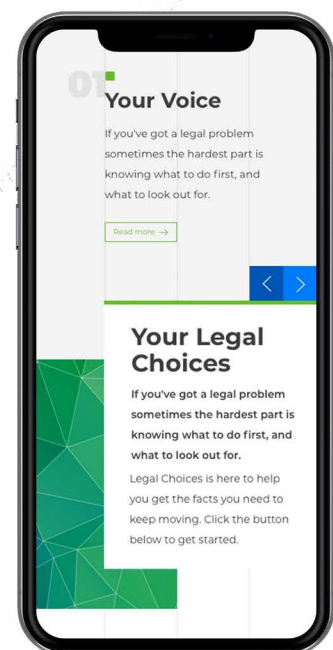 01
Your Voice
If you've got a legal problem
sometimes the hardest part is
knowing what to do first, and
what to look out for.
Read more →
Your Legal
Choices
If you've got a legal problem
sometimes the hardest part is
knowing what to do first, and
what to look out for.
Legal Choices is here to help
you get the facts you need to
keep moving. Click the button
below to get started.